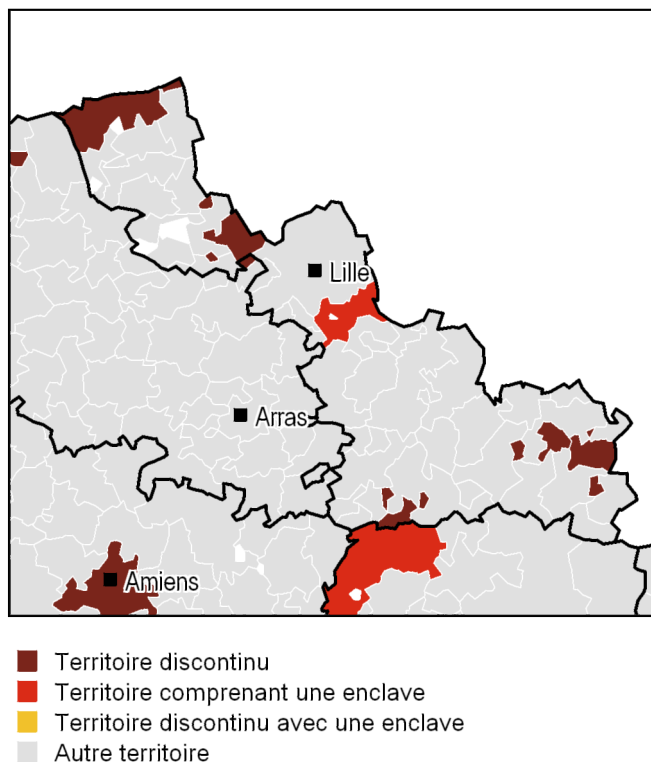 Lille
Arras
Amiens
Territoire discontinu
Territoire comprenant une enclave
Territoire discontinu avec une enclave
Autre territoire